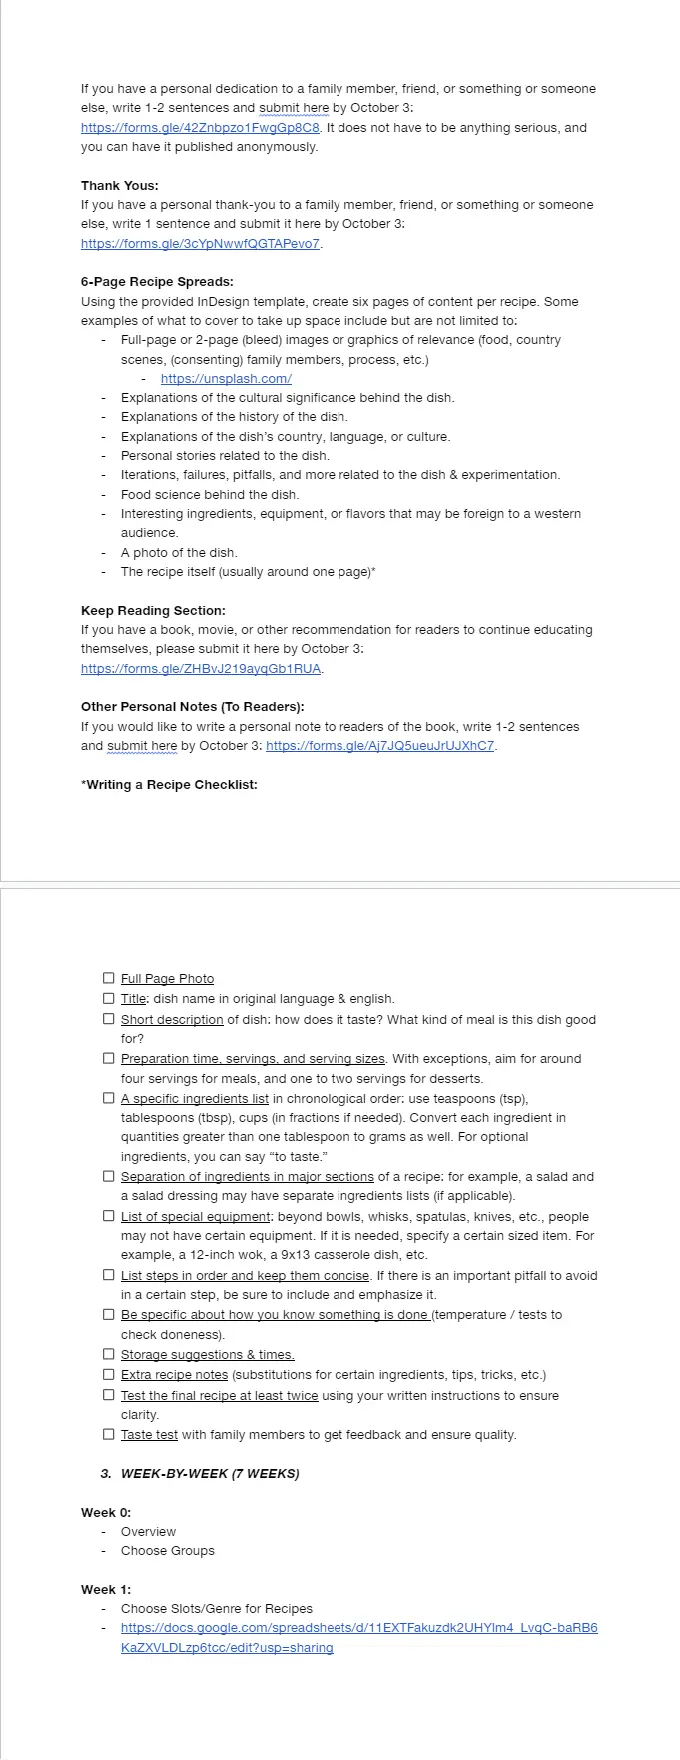 If you have a personal dedication to a family member, friend, or something or someone
else, write 1-2 sentences and submit here by October 3:
https://forms.gle/42Znbpzo1FwgGp8C8. It does not have to be anything serious, and
you can have it published anonymously.
Thank Yous:
If you have a personal thank-you to a family member, friend, or something or someone
else, write 1 sentence and submit it here by October 3:
https://forms.gle/3cYpNwwfQGTAPevo7.
6-Page Recipe Spreads:
Using the provided InDesign template, create six pages of content per recipe. Some
examples of what to cover to take up space include but are not limited to:
- Full-page or 2-page (bleed) images or graphics of relevance (food, country
scenes, (consenting) family members, process, etc.)
- https://unsplash.com/
- Explanations of the cultural significance behind the dish.
- Explanations of the history of the dish.
- Explanations of the dish's country, language, or culture.
- Personal stories related to the dish.
- Iterations, failures, pitfalls, and more related to the dish & experimentation.
- Food science behind the dish.
- Interesting ingredients, equipment, or flavors that may be foreign to a western
audience.
- A photo of the dish.
- The recipe itself (usually around one page)*
Keep Reading Section:
If you have a book, movie, or other recommendation for readers to continue educating
themselves, please submit it here by October 3:
https://forms.gle/ZHBvJ219ayqGb1RUA.
Other Personal Notes (To Readers):
If you would like to write a personal note to readers of the book, write 1-2 sentences
and submit here by October 3: https://forms.gle/Aj7JQ5ueuJrUJXhC7.
*Writing a Recipe Checklist:
☐ Full Page Photo
☐ Title: dish name in original language & english.
☐ Short description of dish: how does it taste? What kind of meal is this dish good
for?
☐ Preparation time, servings, and serving sizes. With exceptions, aim for around
four servings for meals, and one to two servings for desserts.
☐ A specific ingredients list in chronological order: use teaspoons (tsp),
tablespoons (tbsp), cups (in fractions if needed). Convert each ingredient in
quantities greater than one tablespoon to grams as well. For optional
ingredients, you can say “to taste.”
☐ Separation of ingredients in major sections of a recipe: for example, a salad and
a salad dressing may have separate ingredients lists (if applicable).
☐ List of special equipment: beyond bowls, whisks, spatulas, knives, etc., people
may not have certain equipment. If it is needed, specify a certain sized item. For
example, a 12-inch wok, a 9x13 casserole dish, etc.
☐ List steps in order and keep them concise. If there is an important pitfall to avoid
in a certain step, be sure to include and emphasize it.
☐ Be specific about how you know something is done (temperature / tests to
check doneness).
☐ Storage suggestions & times.
☐ Extra recipe notes (substitutions for certain ingredients, tips, tricks, etc.)
☐ Test the final recipe at least twice using your written instructions to ensure
clarity.
☐ Taste test with family members to get feedback and ensure quality.
3. WEEK-BY-WEEK (7 WEEKS)
Week 0:
- Overview
- Choose Groups
Week 1:
- Choose Slots/Genre for Recipes
- https://docs.google.com/spreadsheets/d/11EXTFakuzdk2UHYlm4_LvqC-baRB6
KaZXVLDLzp6tcc/edit?usp=sharing